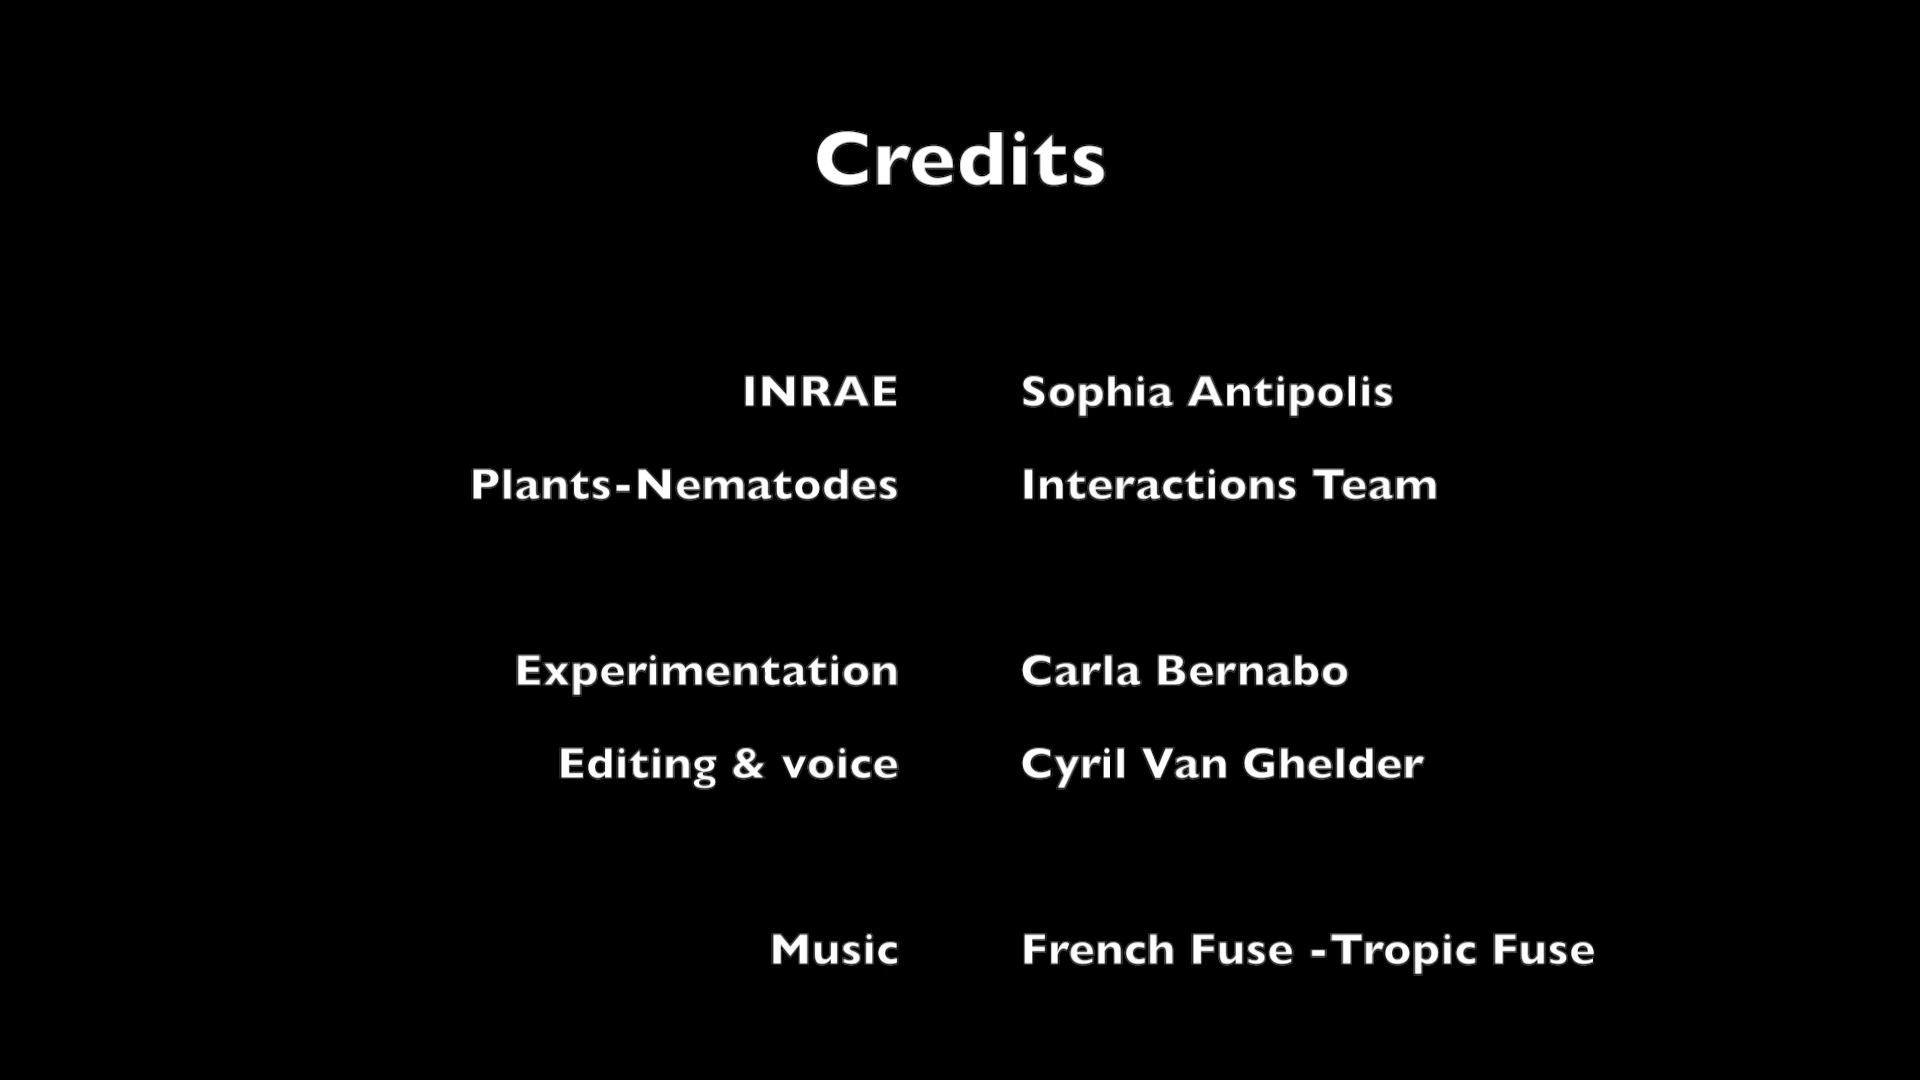 Credits
INRAE Sophia Antipolis
Plants-Nematodes Interactions Team
Experimentation Carla Bernabo
Editing & voice Cyril Van Ghelder
Music French Fuse -Tropic Fuse